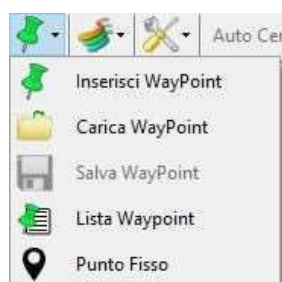 Auto Cer
Inserisci WayPoint
Carica WayPoint
Salva WayPoint
Lista Waypoint
Punto Fisso